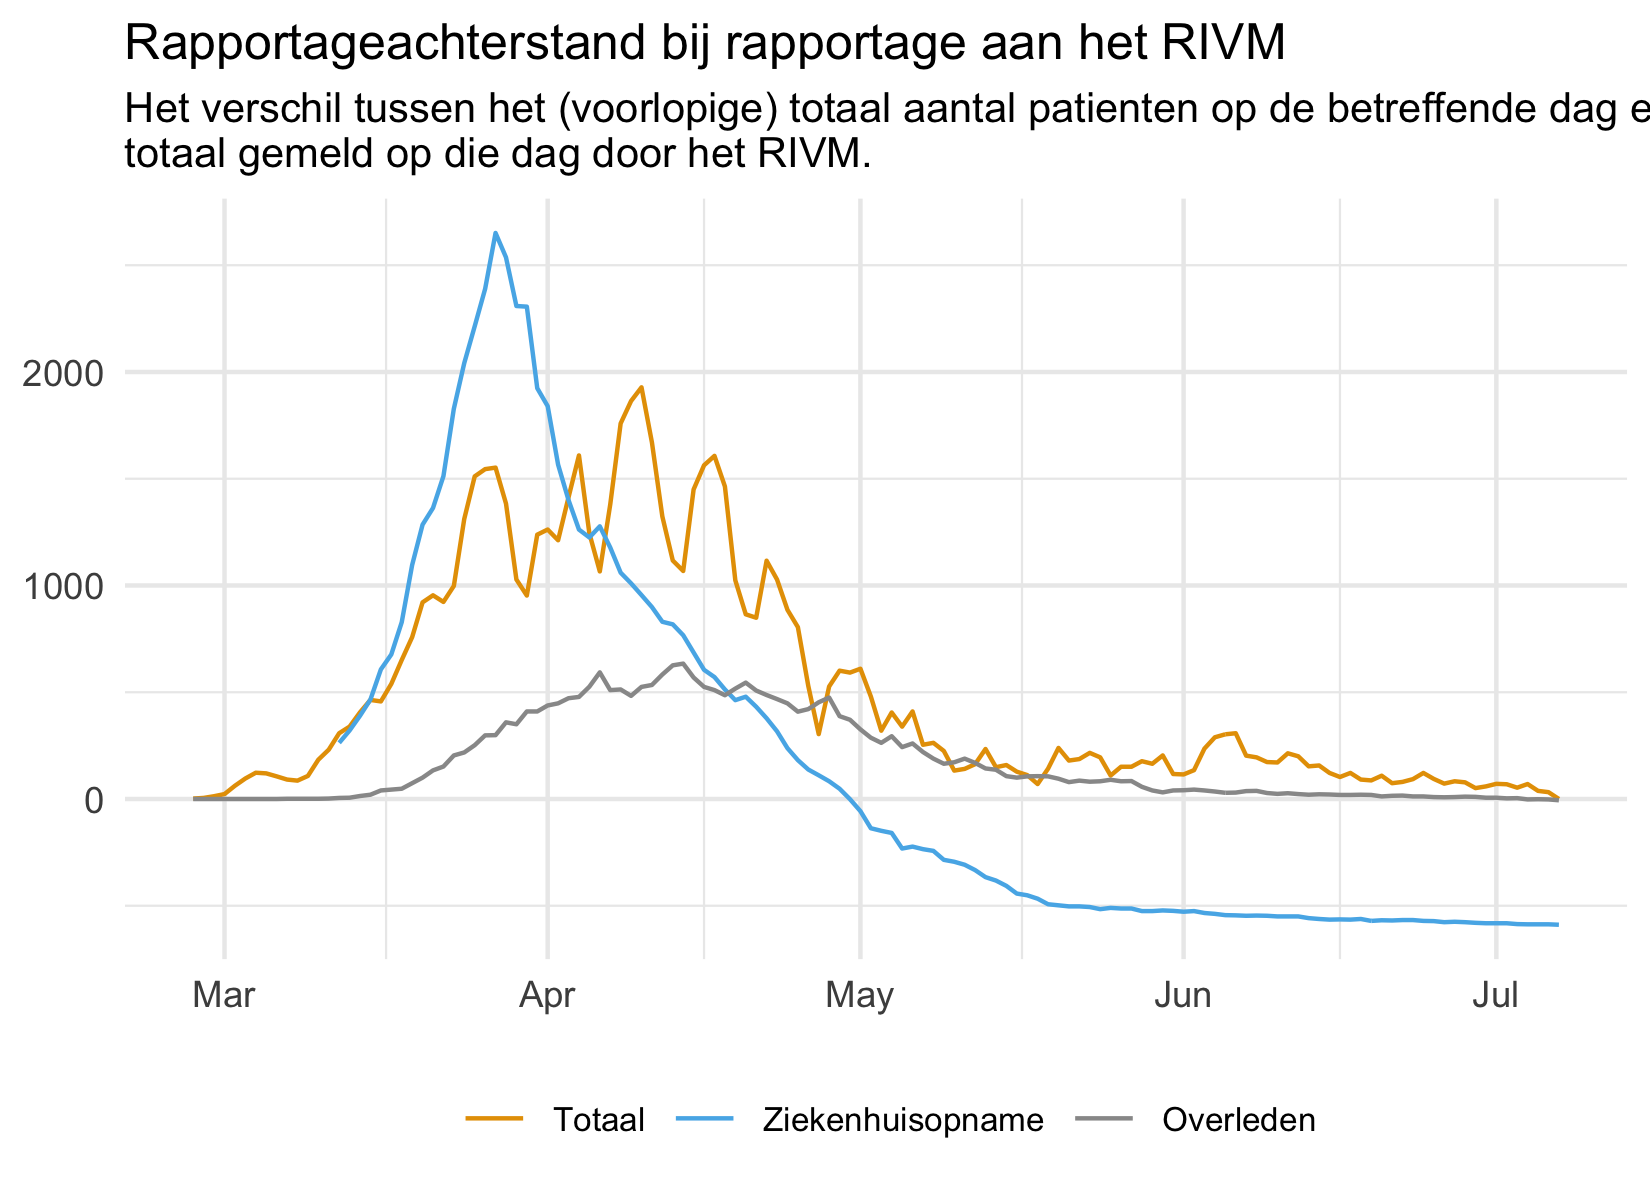 Rapportageachterstand bij rapportage aan het RIVM
Het verschil tussen het (voorlopige) totaal aantal patienten op de betreffende dag e
totaal gemeld op die dag door het RIVM.
2000
1000
0
Mar Apr May Jun Jul
Totaal Ziekenhuisopname Overleden